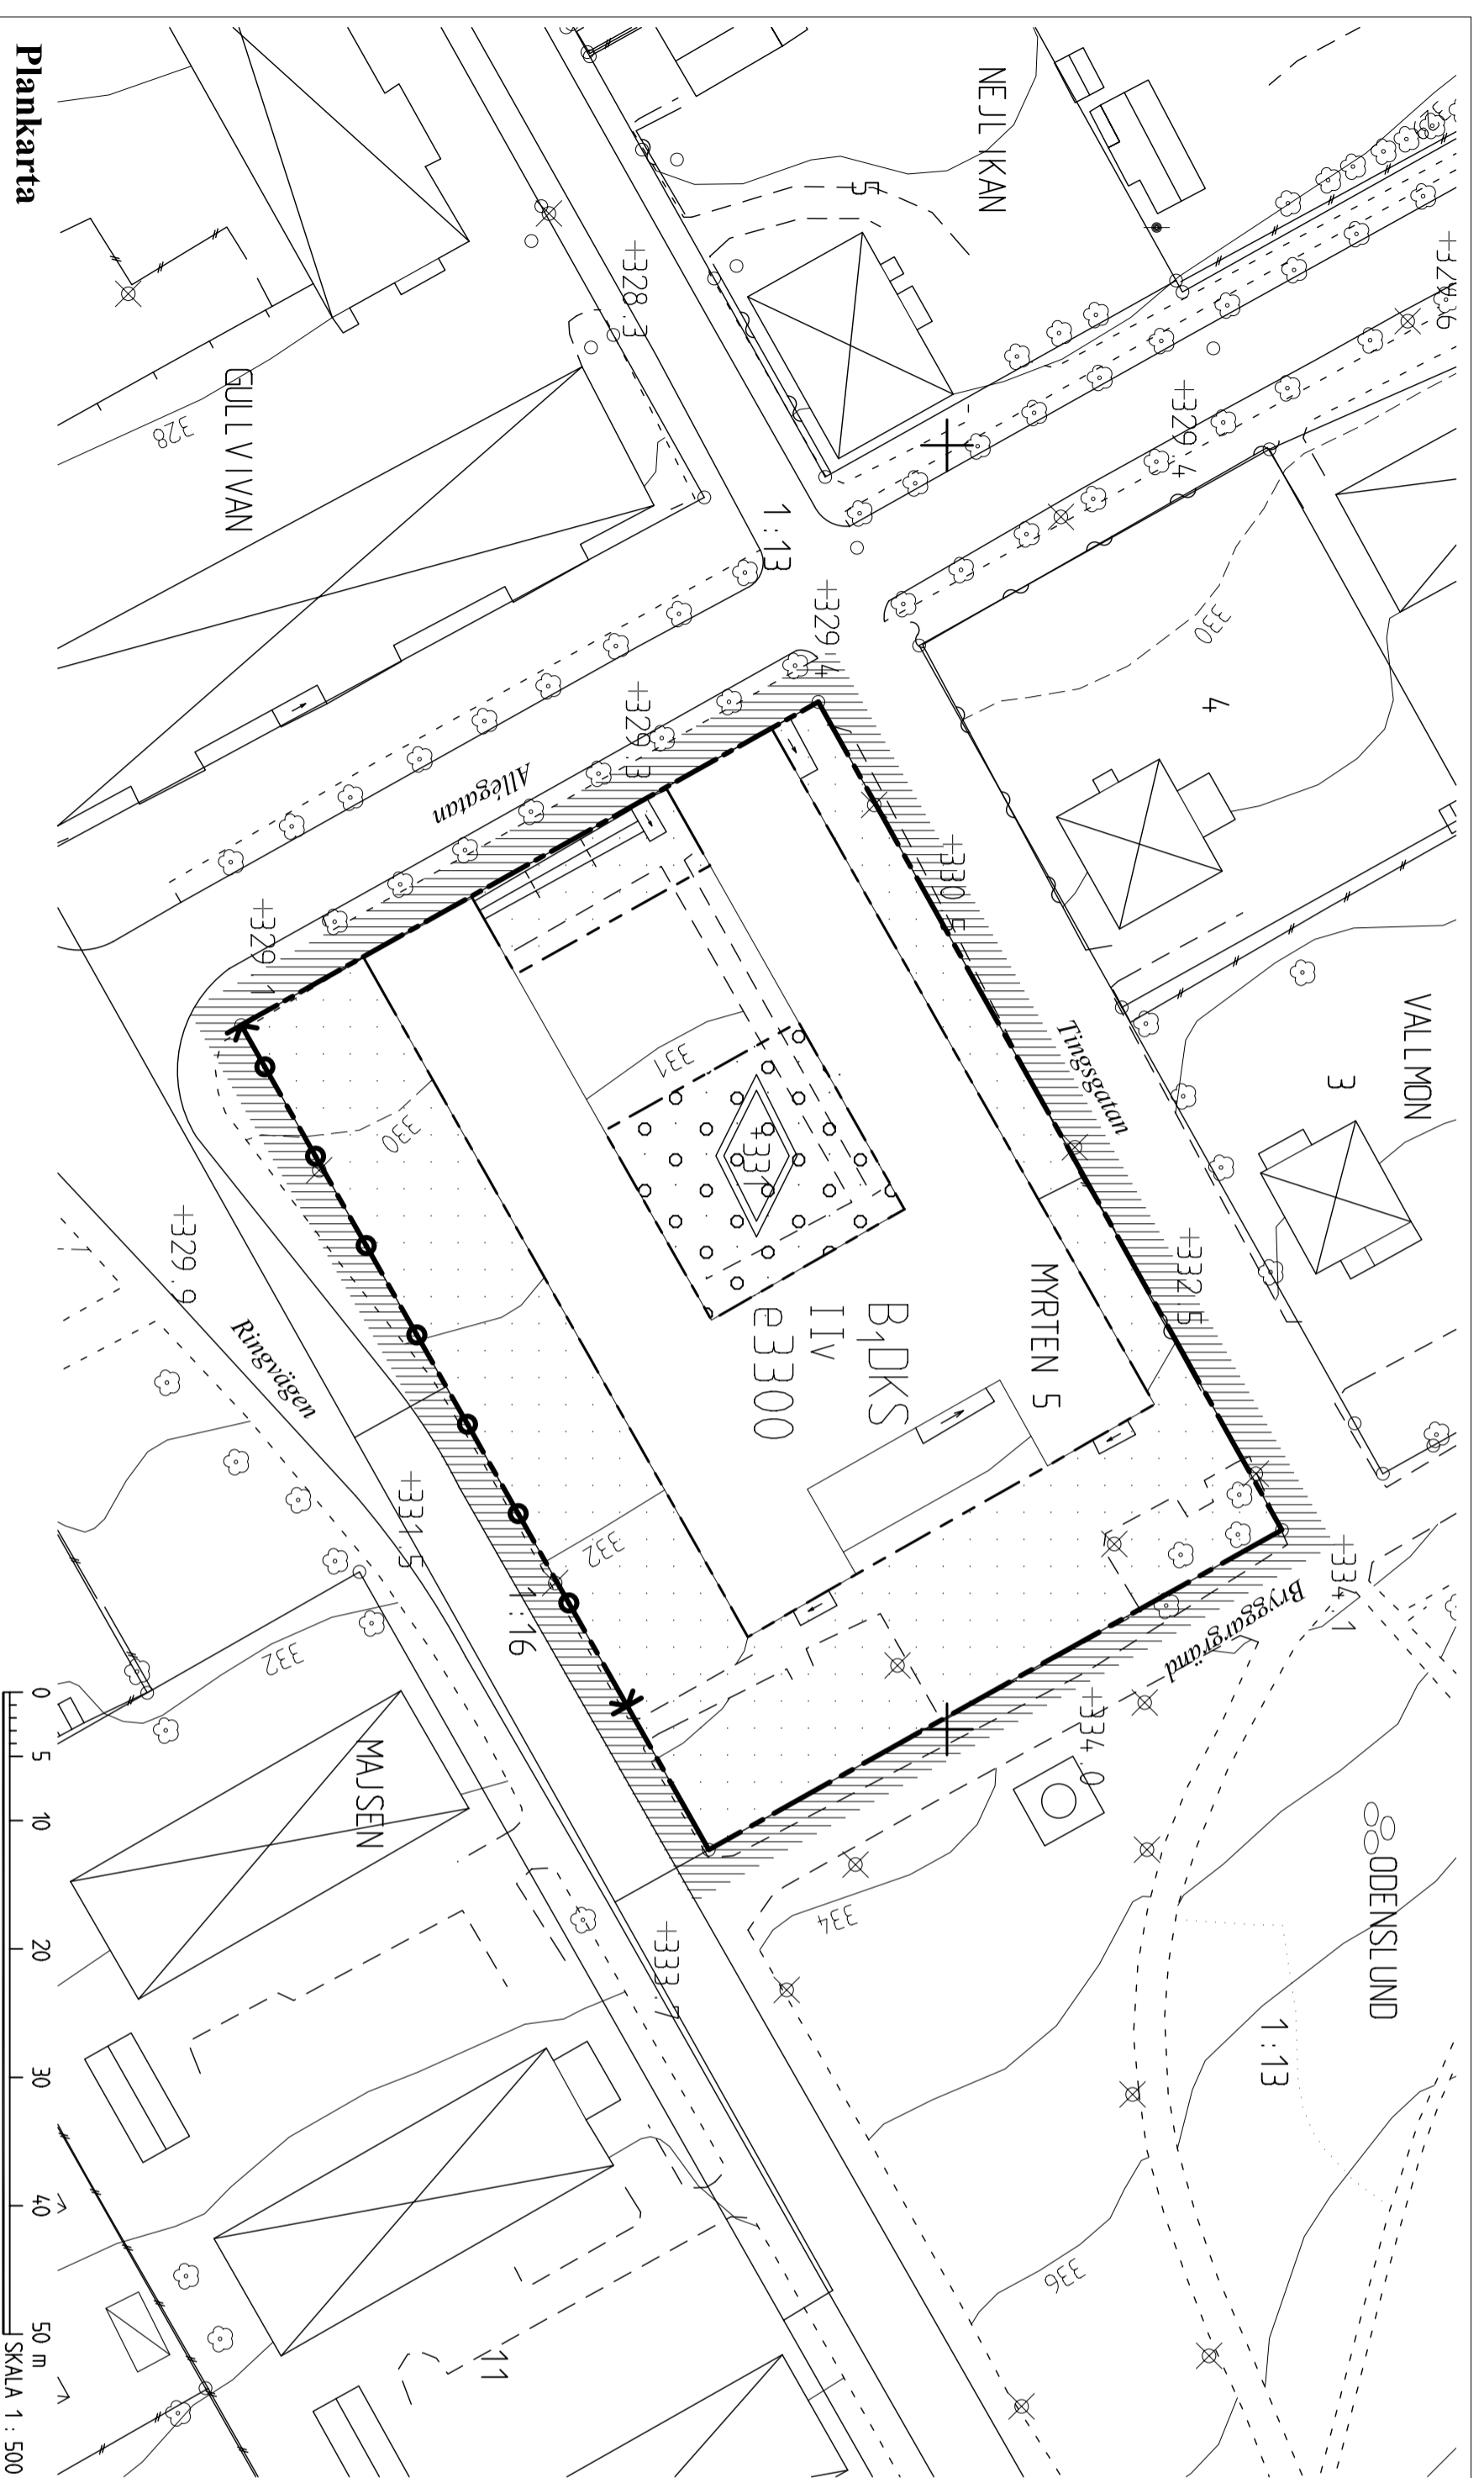 Plankarta
NEJLIKAN
5
+328.3
GULLVIVAN
328
1:13
+329.4
+329.4
330
4
+329.3
Allégatan
+330.5
VALLMON
3
Tingsgatan
+329.1
331
330
+331
+332.5
MYRTEN 5
B₁DKS
IIv
e3300
+329.9
Ringvägen
+331.5
332
1:16
+334.1
Bryggargränd
+334.0
332
MAJSEN
ODENSLUND
334
+333.7
1:13
336
11
0 5 10 20 30 40 50 m
SKALA 1:500